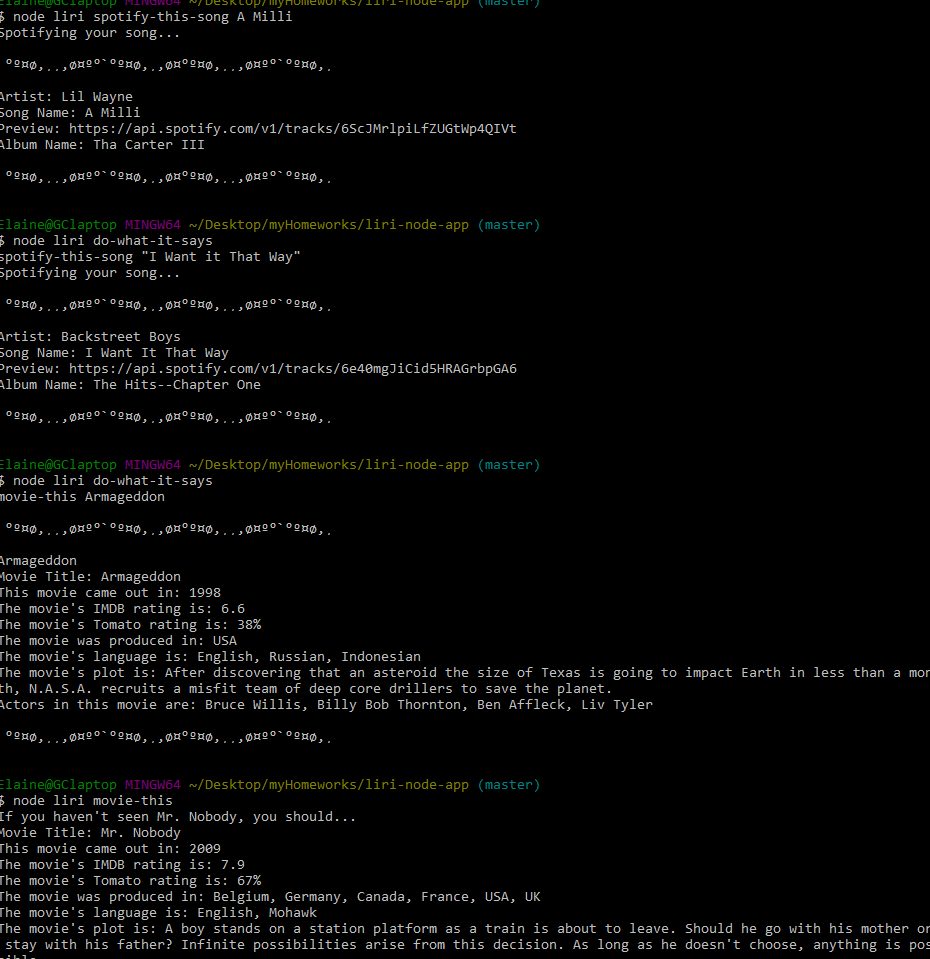 Elaine@GClaptop MINGW64 ~/Desktop/myHomeworks/liri-node-app (master)
$ node liri spotify-this-song A Milli
Spotifying your song...
°º¤ø,¸¸,ø¤º°`°º¤ø,¸,ø¤°º¤ø,¸¸,ø¤º°`°º¤ø,¸
Artist: Lil Wayne
Song Name: A Milli
Preview: https://api.spotify.com/v1/tracks/6ScJMrlpiLfZUGtWp4QIVt
Album Name: Tha Carter III
°º¤ø,¸¸,ø¤º°`°º¤ø,¸,ø¤°º¤ø,¸¸,ø¤º°`°º¤ø,¸
Elaine@GClaptop MINGW64 ~/Desktop/myHomeworks/liri-node-app (master)
$ node liri do-what-it-says
spotify-this-song "I Want it That Way"
Spotifying your song...
°º¤ø,¸¸,ø¤º°`°º¤ø,¸,ø¤°º¤ø,¸¸,ø¤º°`°º¤ø,¸
Artist: Backstreet Boys
Song Name: I Want It That Way
Preview: https://api.spotify.com/v1/tracks/6e40mgJiCid5HRAGrbpGA6
Album Name: The Hits--Chapter One
°º¤ø,¸¸,ø¤º°`°º¤ø,¸,ø¤°º¤ø,¸¸,ø¤º°`°º¤ø,¸
Elaine@GClaptop MINGW64 ~/Desktop/myHomeworks/liri-node-app (master)
$ node liri do-what-it-says
movie-this Armageddon
°º¤ø,¸¸,ø¤º°`°º¤ø,¸,ø¤°º¤ø,¸¸,ø¤º°`°º¤ø,¸
Armageddon
Movie Title: Armageddon
This movie came out in: 1998
The movie's IMDB rating is: 6.6
The movie's Tomato rating is: 38%
The movie was produced in: USA
The movie's language is: English, Russian, Indonesian
The movie's plot is: After discovering that an asteroid the size of Texas is going to impact Earth in less than a mon
th, N.A.S.A. recruits a misfit team of deep core drillers to save the planet.
Actors in this movie are: Bruce Willis, Billy Bob Thornton, Ben Affleck, Liv Tyler
°º¤ø,¸¸,ø¤º°`°º¤ø,¸,ø¤°º¤ø,¸¸,ø¤º°`°º¤ø,¸
Elaine@GClaptop MINGW64 ~/Desktop/myHomeworks/liri-node-app (master)
$ node liri movie-this
If you haven't seen Mr. Nobody, you should...
Movie Title: Mr. Nobody
This movie came out in: 2009
The movie's IMDB rating is: 7.9
The movie's Tomato rating is: 67%
The movie was produced in: Belgium, Germany, Canada, France, USA, UK
The movie's language is: English, Mohawk
The movie's plot is: A boy stands on a station platform as a train is about to leave. Should he go with his mother or
stay with his father? Infinite possibilities arise from this decision. As long as he doesn't choose, anything is pos